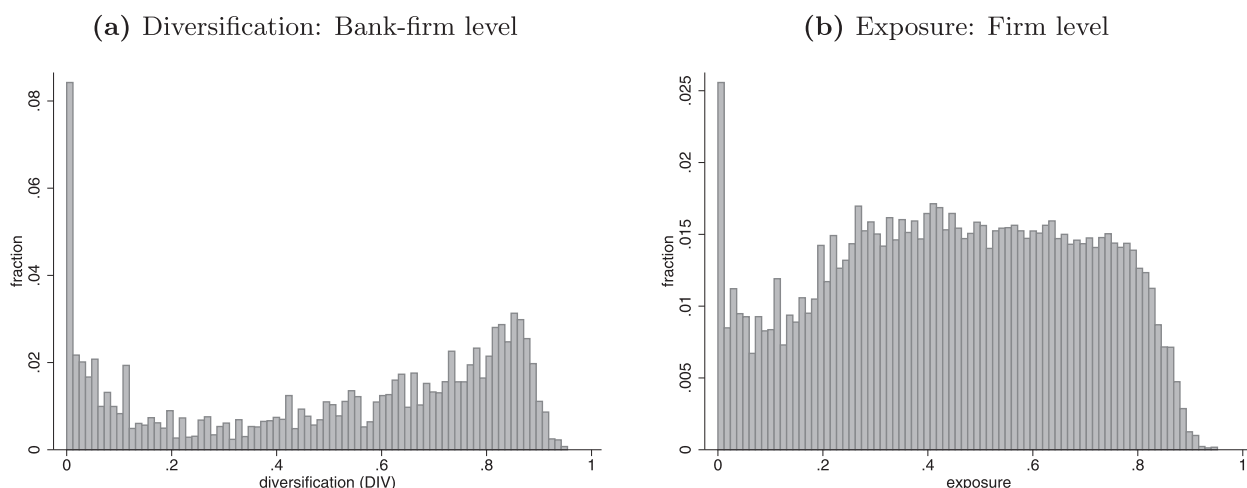 (a) Diversification: Bank-firm level
fraction
.08
.06
.04
.02
0
0 .2 .4 .6 .8 1
diversification (DIV)
(b) Exposure: Firm level
fraction
.025
.02
.015
.01
.005
0
0 .2 .4 .6 .8 1
exposure